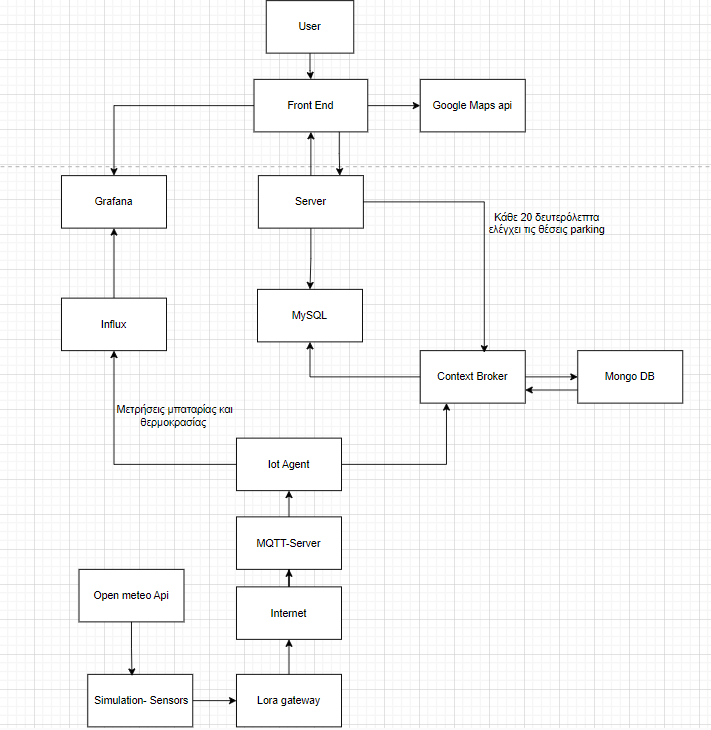 User
Front End
Google Maps api
Grafana
Server
Κάθε 20 δευτερόλεπτα
ελέγχει τις θέσεις parking
Influx
MySQL
Context Broker
Mongo DB
Μετρήσεις μπαταρίας και
θερμοκρασίας
Iot Agent
MQTT-Server
Open meteo Api
Internet
Simulation- Sensors
Lora gateway